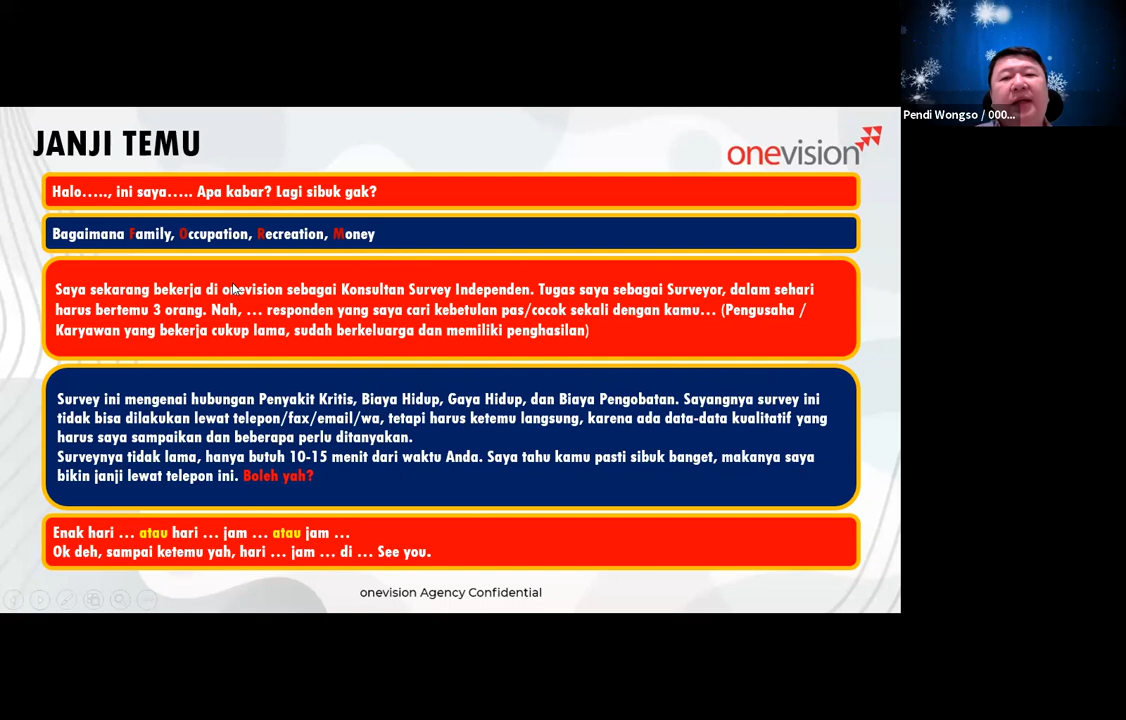 Pendi Wongso / 000...
JANJI TEMU
onevision
Halo….., ini saya….. Apa kabar? Lagi sibuk gak?
Bagaimana Family, Occupation, Recreation, Money
Saya sekarang bekerja di onevision sebagai Konsultan Survey Independen. Tugas saya sebagai Surveyor, dalam sehari
harus bertemu 3 orang. Nah, … responden yang saya cari kebetulan pas/cocok sekali dengan kamu… (Pengusaha /
Karyawan yang bekerja cukup lama, sudah berkeluarga dan memiliki penghasilan)
Survey ini mengenai hubungan Penyakit Kritis, Biaya Hidup, Gaya Hidup, dan Biaya Pengobatan. Sayangnya survey ini
tidak bisa dilakukan lewat telepon/fax/email/wa, tetapi harus ketemu langsung, karena ada data-data kualitatif yang
harus saya sampaikan dan beberapa perlu ditanyakan.
Surveynya tidak lama, hanya butuh 10-15 menit dari waktu Anda. Saya tahu kamu pasti sibuk banget, makanya saya
bikin janji lewat telepon ini. Boleh yah?
Enak hari … atau hari … jam … atau jam …
Ok deh, sampai ketemu yah, hari … jam … di … See you.
onevision Agency Confidential